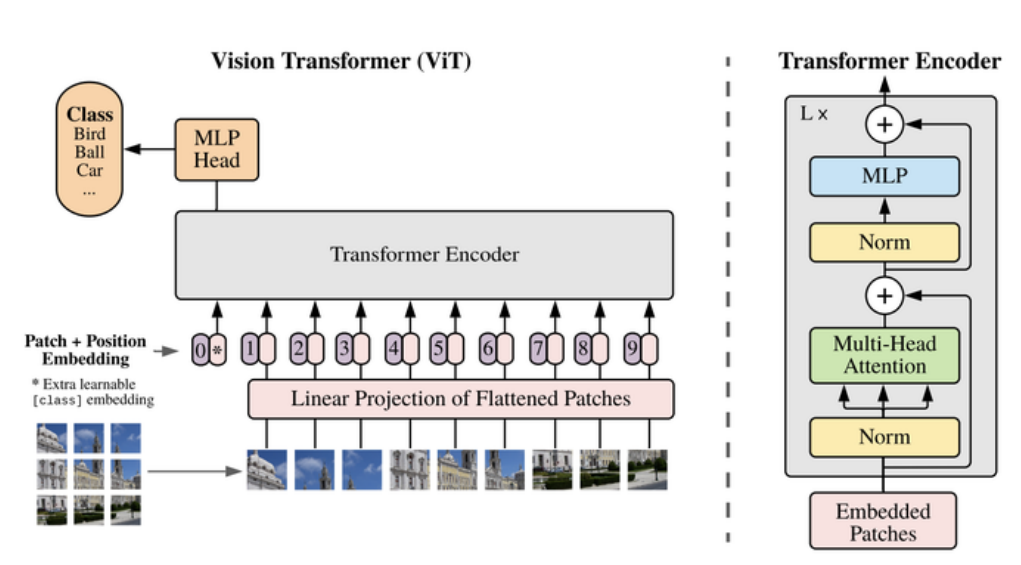 Vision Transformer (ViT)
Class
Bird
Ball
Car
...
MLP
Head
Transformer Encoder
Patch + Position
Embedding
0 * 1 2 3 4 5 6 7 8 9
* Extra learnable
[class] embedding
Linear Projection of Flattened Patches
Transformer Encoder
L x
+
MLP
Norm
+
Multi-Head
Attention
Norm
Embedded
Patches